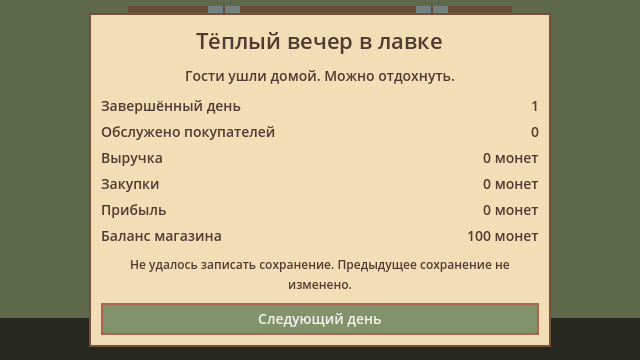 Тёплый вечер в лавке
Гости ушли домой. Можно отдохнуть.
Завершённый день 1
Обслужено покупателей 0
Выручка 0 монет
Закупки 0 монет
Прибыль 0 монет
Баланс магазина 100 монет
Не удалось записать сохранение. Предыдущее сохранение не
изменено.
Следующий день